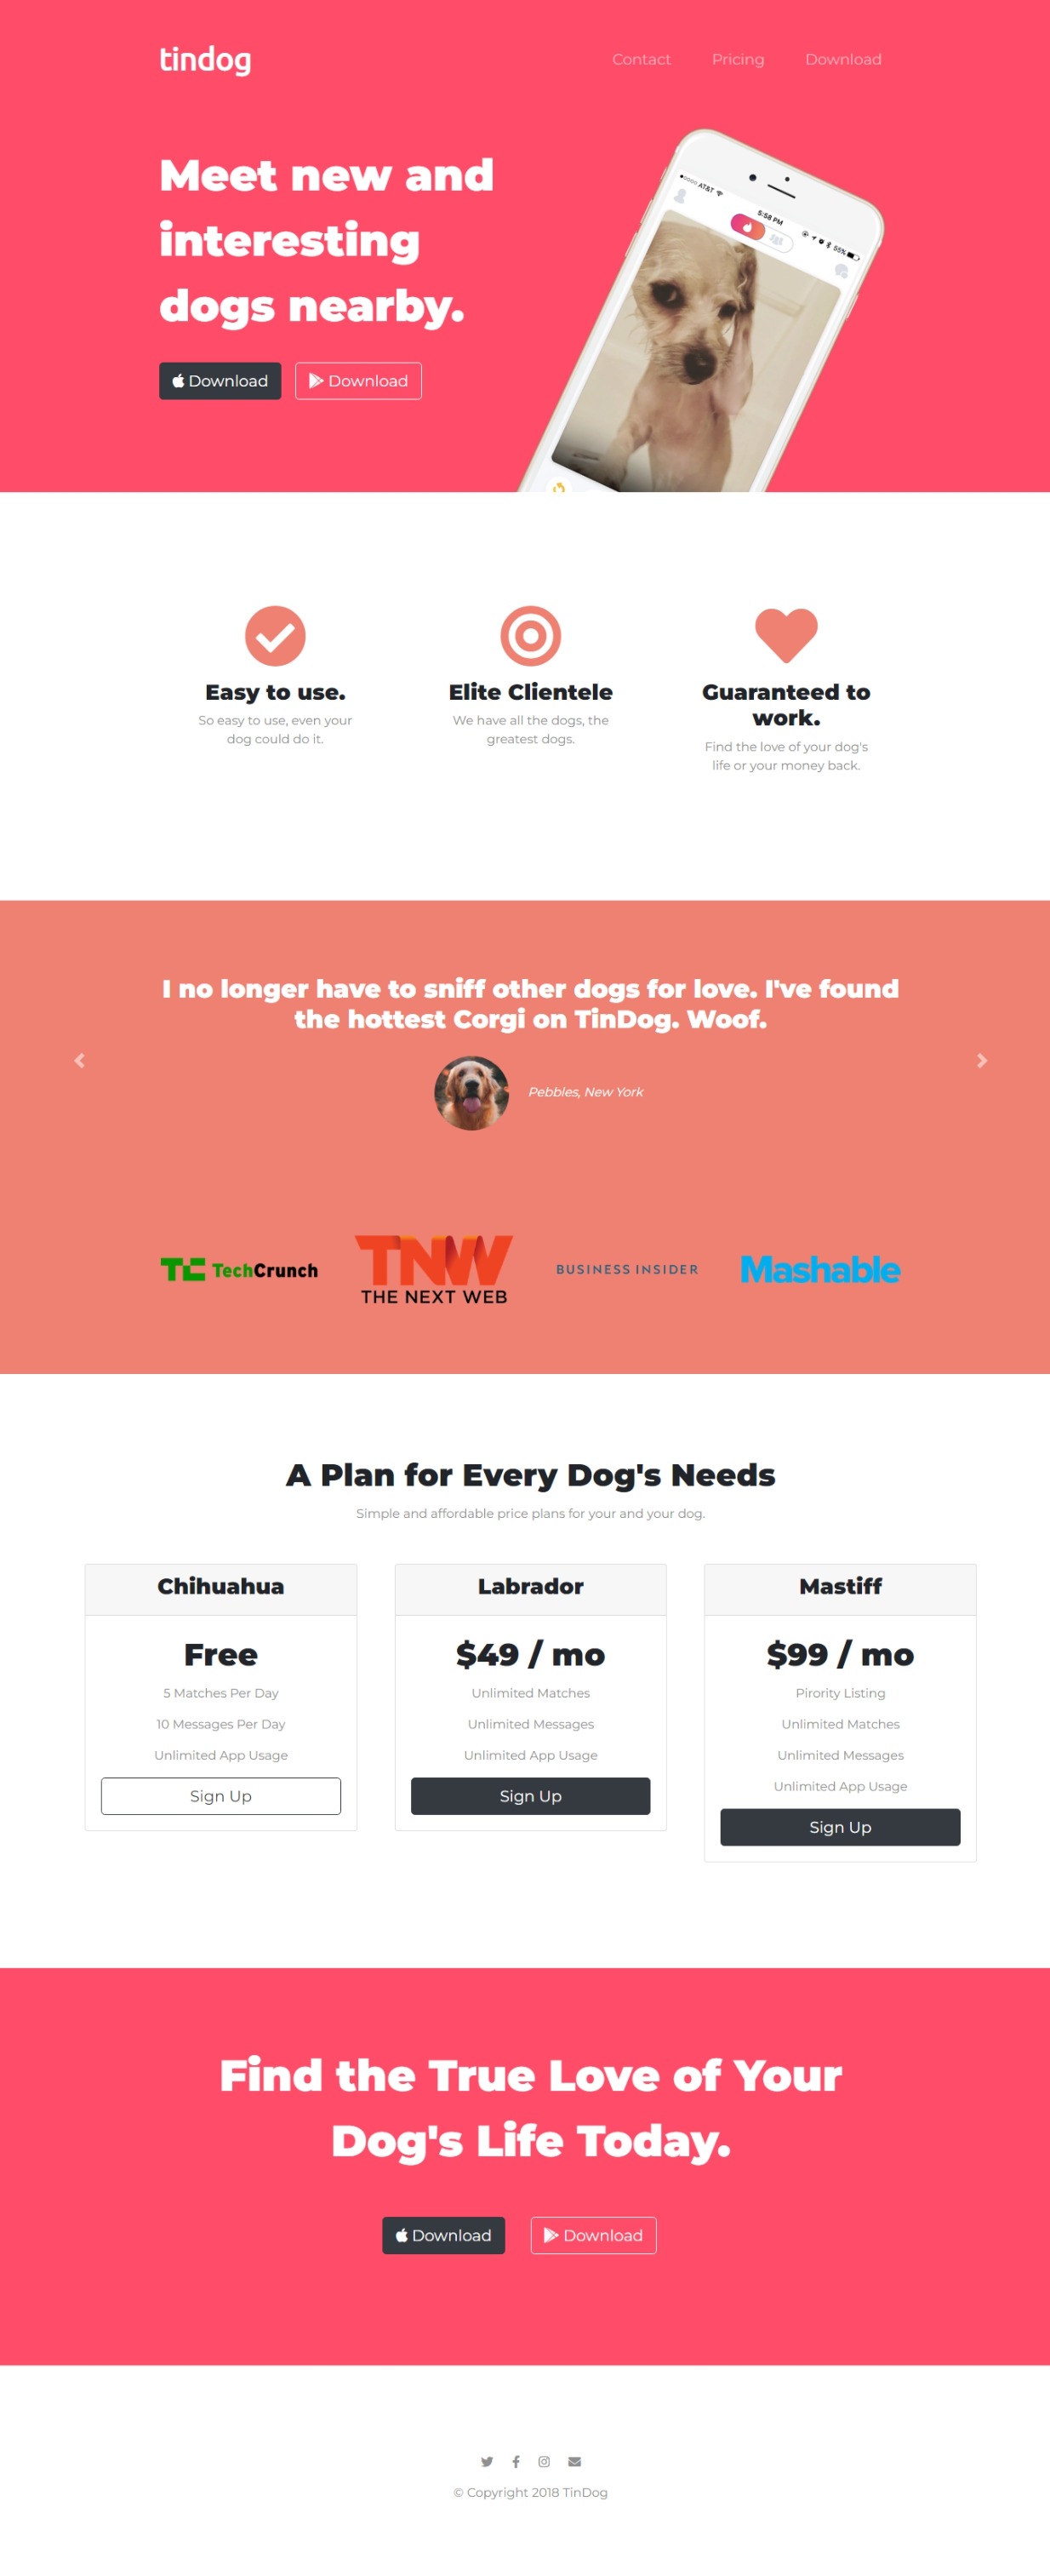 tindog
Contact Pricing Download
Meet new and
interesting
dogs nearby.
Download Download
AT&T 5:58 PM 55%
Easy to use.
So easy to use, even your
dog could do it.
Elite Clientele
We have all the dogs, the
greatest dogs.
Guaranteed to
work.
Find the love of your dog's
life or your money back.
I no longer have to sniff other dogs for love. I've found
the hottest Corgi on TinDog. Woof.
Pebbles, New York
TC TechCrunch
TNW
THE NEXT WEB
BUSINESS INSIDER
Mashable
A Plan for Every Dog's Needs
Simple and affordable price plans for your and your dog.
Chihuahua
Free
5 Matches Per Day
10 Messages Per Day
Unlimited App Usage
Sign Up
Labrador
$49 / mo
Unlimited Matches
Unlimited Messages
Unlimited App Usage
Sign Up
Mastiff
$99 / mo
Pirority Listing
Unlimited Matches
Unlimited Messages
Unlimited App Usage
Sign Up
Find the True Love of Your
Dog's Life Today.
Download Download
© Copyright 2018 TinDog